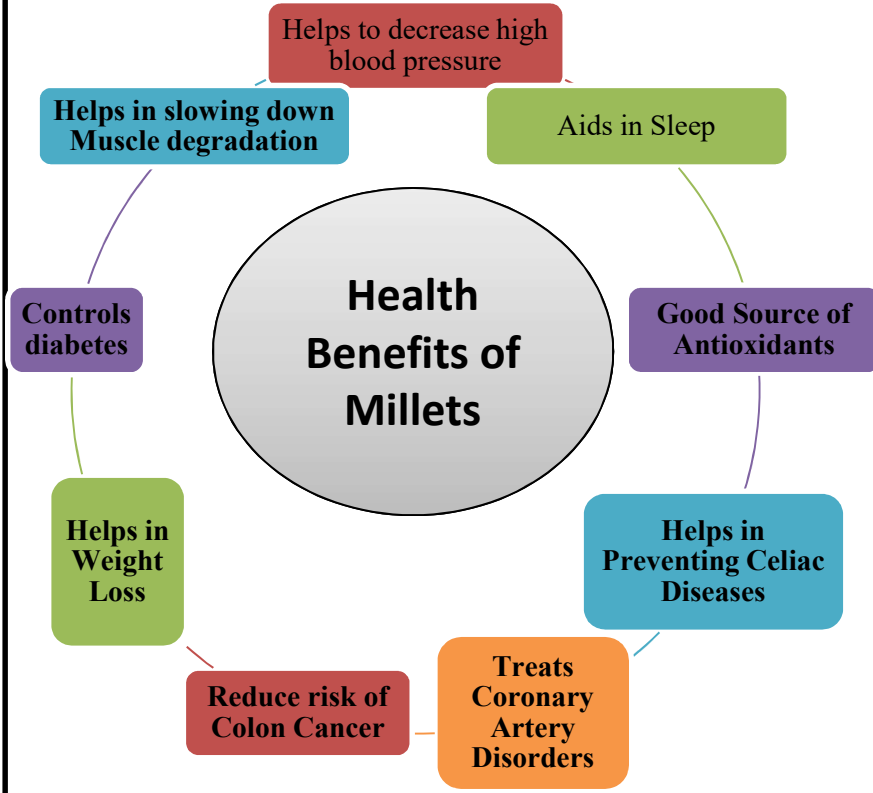 Helps to decrease high
blood pressure
Aids in Sleep
Good Source of
Antioxidants
Helps in
Preventing Celiac
Diseases
Treats
Coronary
Artery
Disorders
Reduce risk of
Colon Cancer
Helps in
Weight
Loss
Controls
diabetes
Helps in slowing down
Muscle degradation
Health
Benefits of
Millets